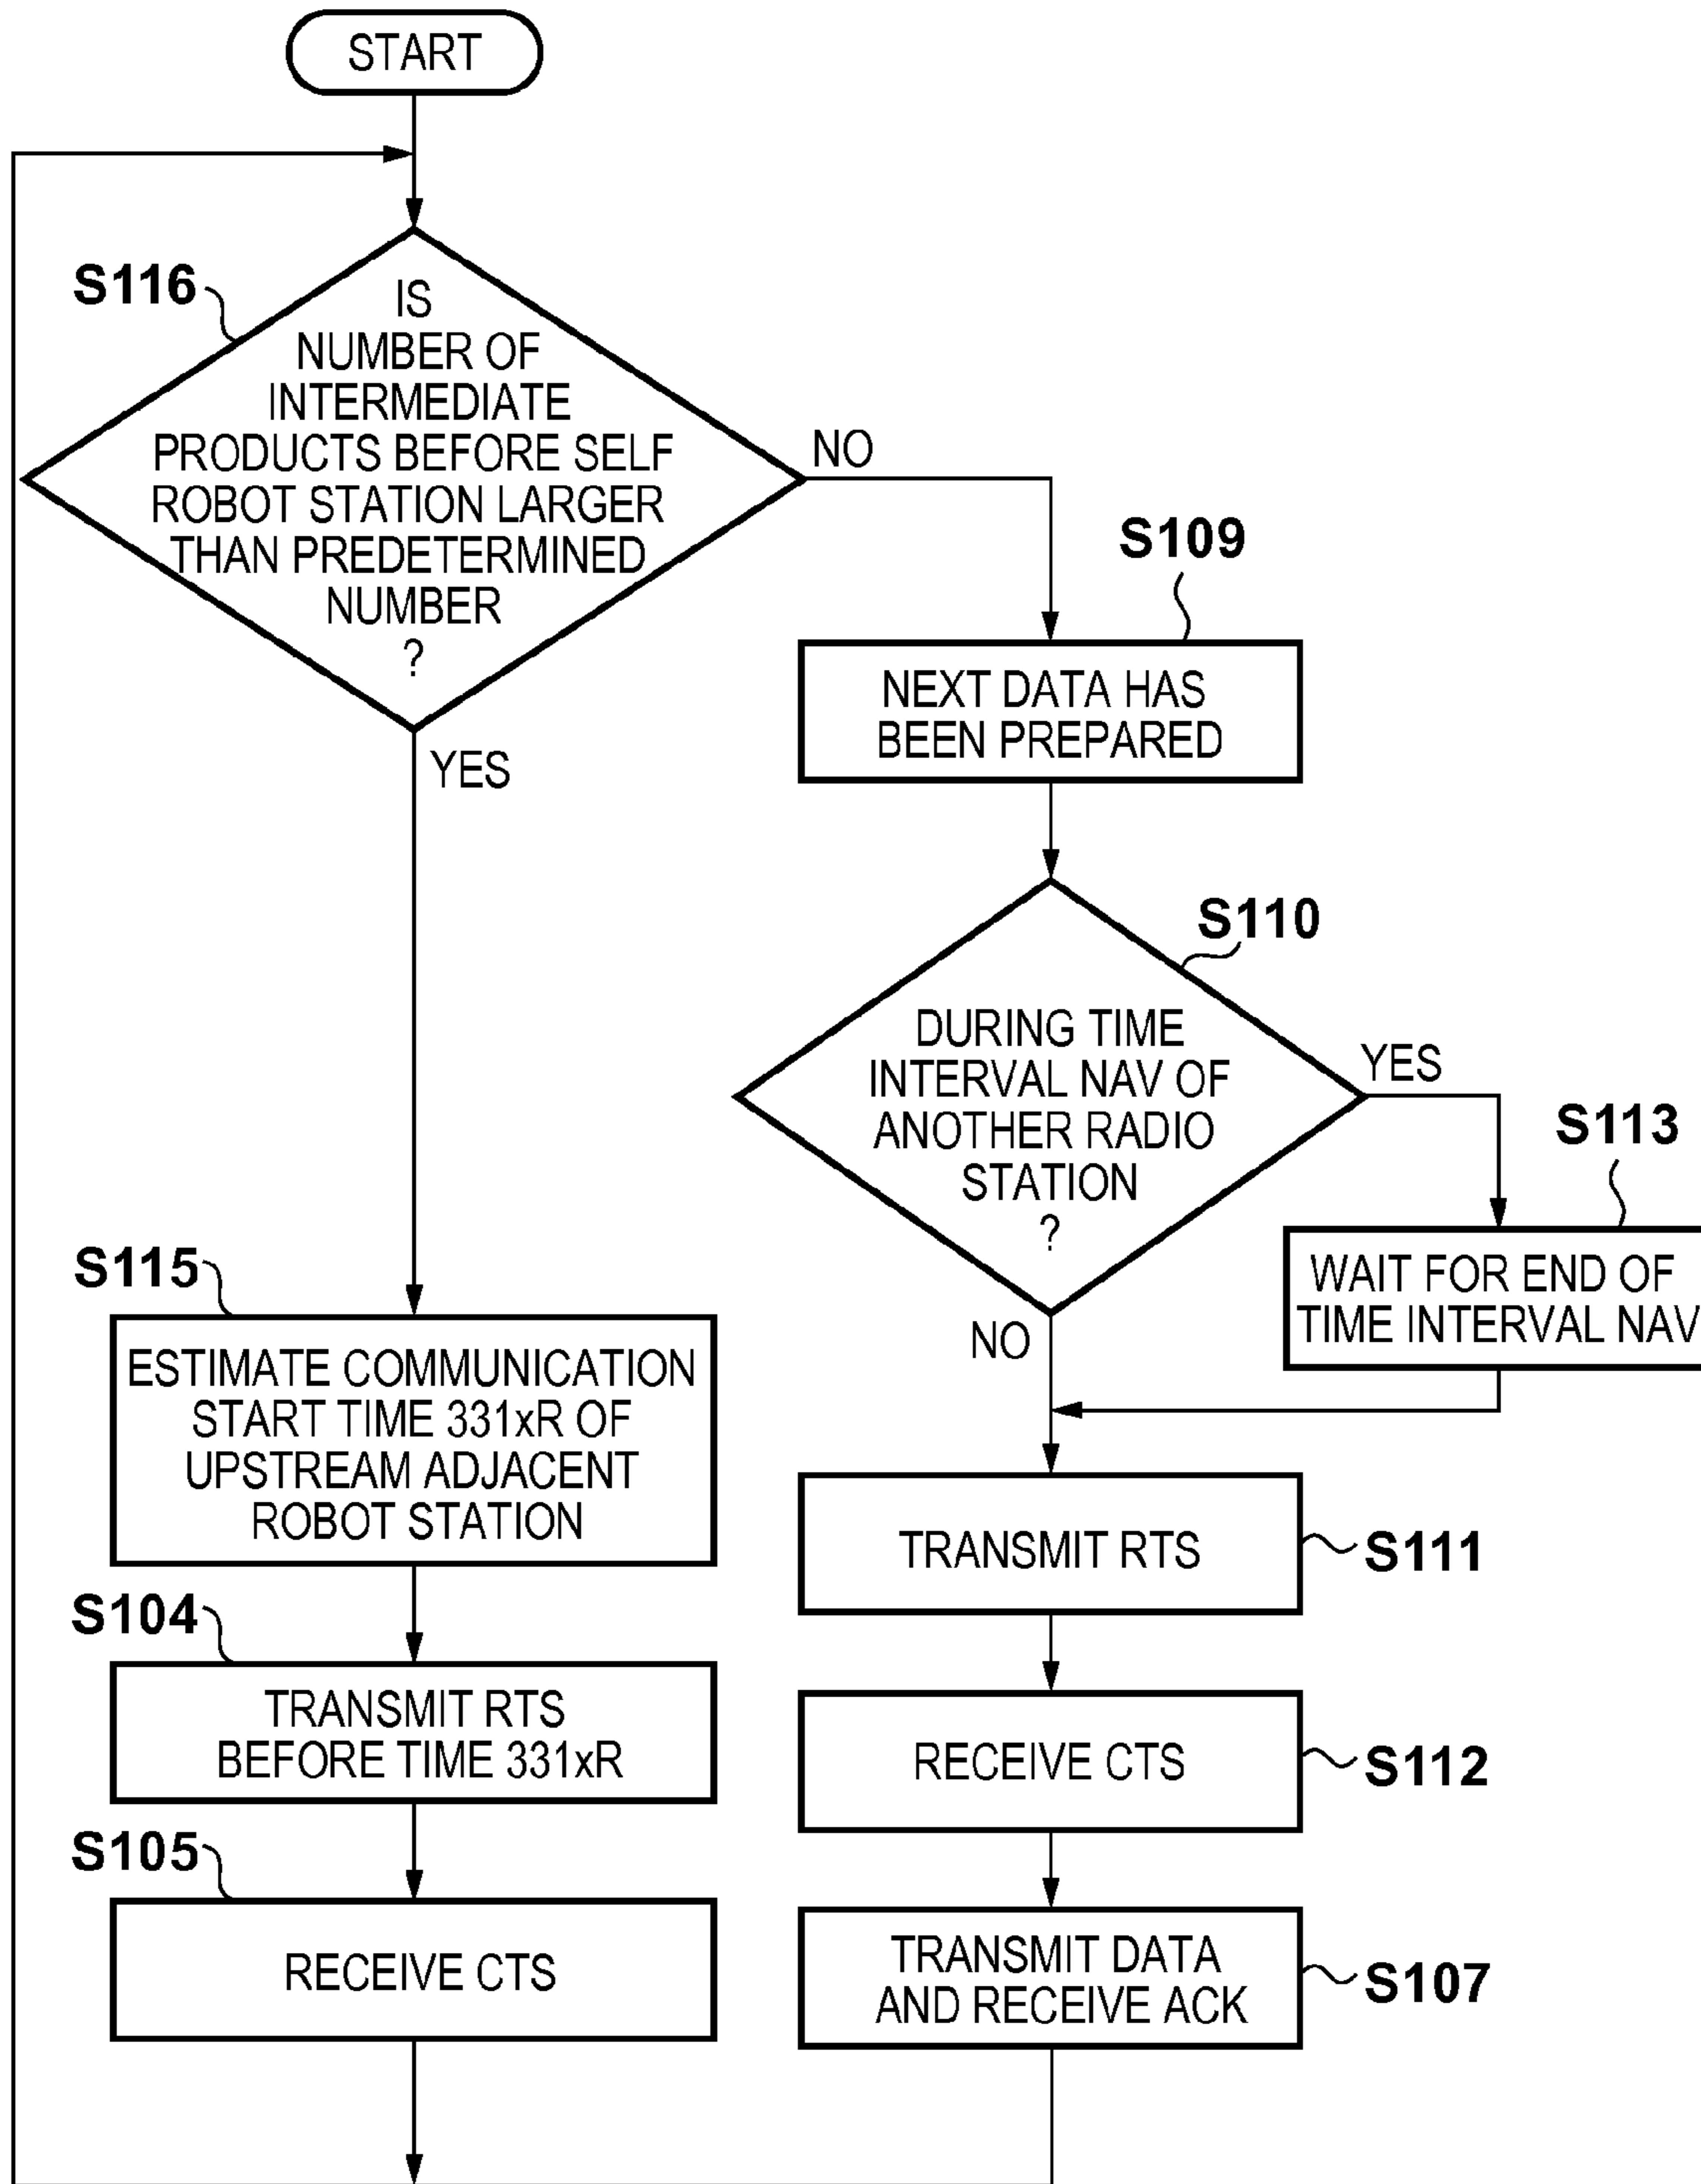 START
S116
IS
NUMBER OF
INTERMEDIATE
PRODUCTS BEFORE SELF
ROBOT STATION LARGER
THAN PREDETERMINED
NUMBER
?
NO
YES
S109
NEXT DATA HAS
BEEN PREPARED
S110
DURING TIME
INTERVAL NAV OF
ANOTHER RADIO
STATION
?
YES
NO
S113
WAIT FOR END OF
TIME INTERVAL NAV
S115
ESTIMATE COMMUNICATION
START TIME 331xR OF
UPSTREAM ADJACENT
ROBOT STATION
S104
TRANSMIT RTS
BEFORE TIME 331xR
S105
RECEIVE CTS
TRANSMIT RTS
S111
RECEIVE CTS
S112
TRANSMIT DATA
AND RECEIVE ACK
S107